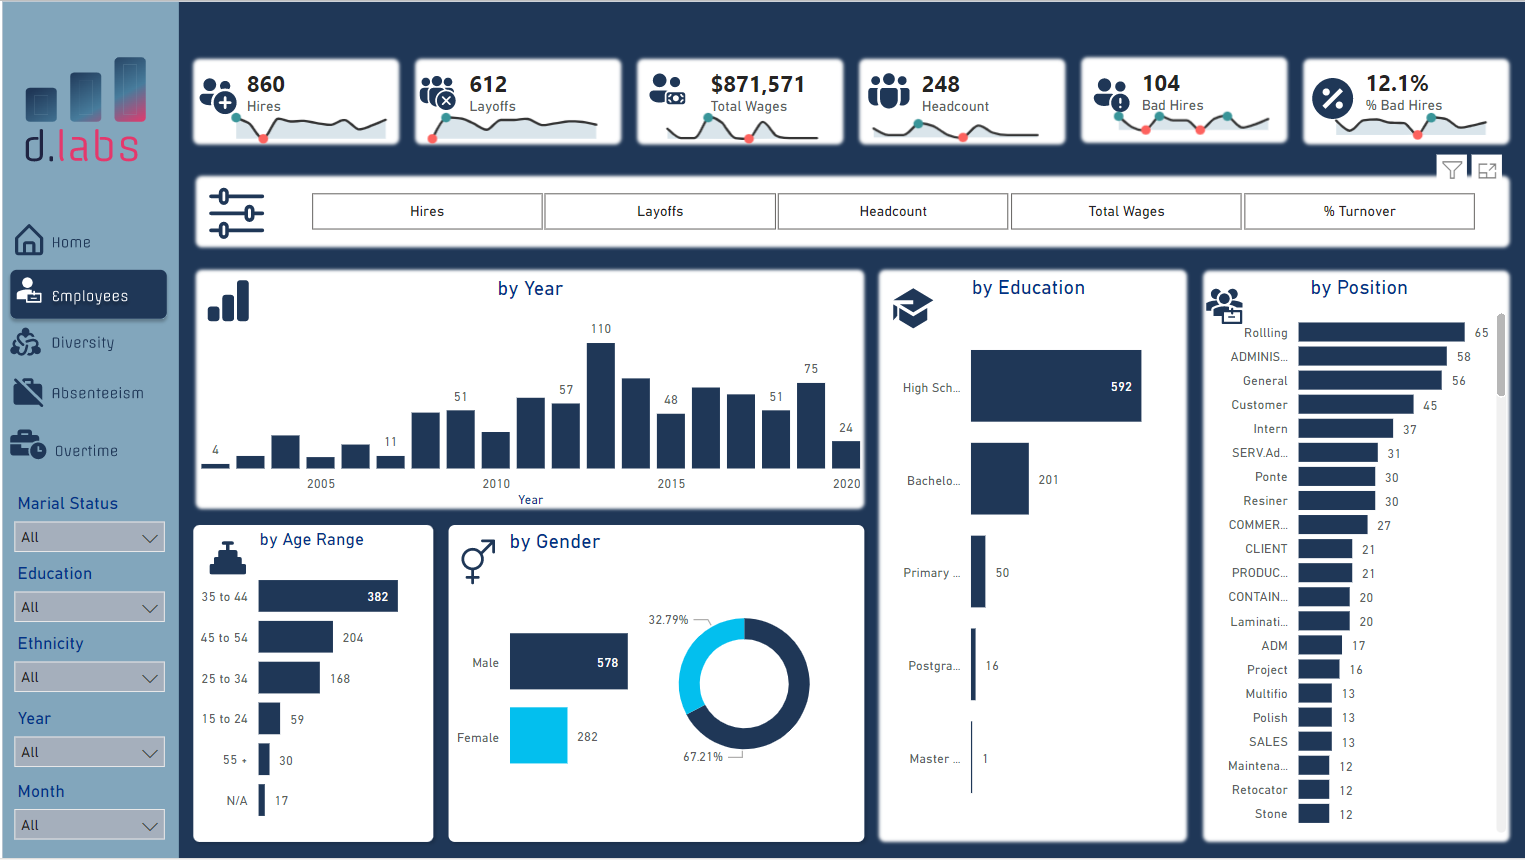 d.labs
Home
Employees
Diversity
Absenteeism
Overtime
Marial Status
All
Education
All
Ethnicity
All
Year
All
Month
All
860
Hires
612
Layoffs
$871,571
Total Wages
248
Headcount
104
Bad Hires
12.1%
% Bad Hires
Hires
Layoffs
Headcount
Total Wages
% Turnover
by Year
4
11
51
57
110
48
51
75
24
2005
2010
2015
2020
Year
by Age Range
35 to 44 382
45 to 54 204
25 to 34 168
15 to 24 59
55 + 30
N/A 17
by Gender
Male 578
Female 282
32.79%
67.21%
by Education
High Sch... 592
Bachelo... 201
Primary ... 50
Postgra... 16
Master ... 1
by Position
Rollling 65
ADMINIS... 58
General 56
Customer 45
Intern 37
SERV.Ad... 31
Ponte 30
Resiner 30
COMMER... 27
CLIENT 21
PRODUC... 21
CONTAIN... 20
Laminati... 20
ADM 17
Project 16
Multifio 13
Polish 13
SALES 13
Maintena... 12
Retocator 12
Stone 12